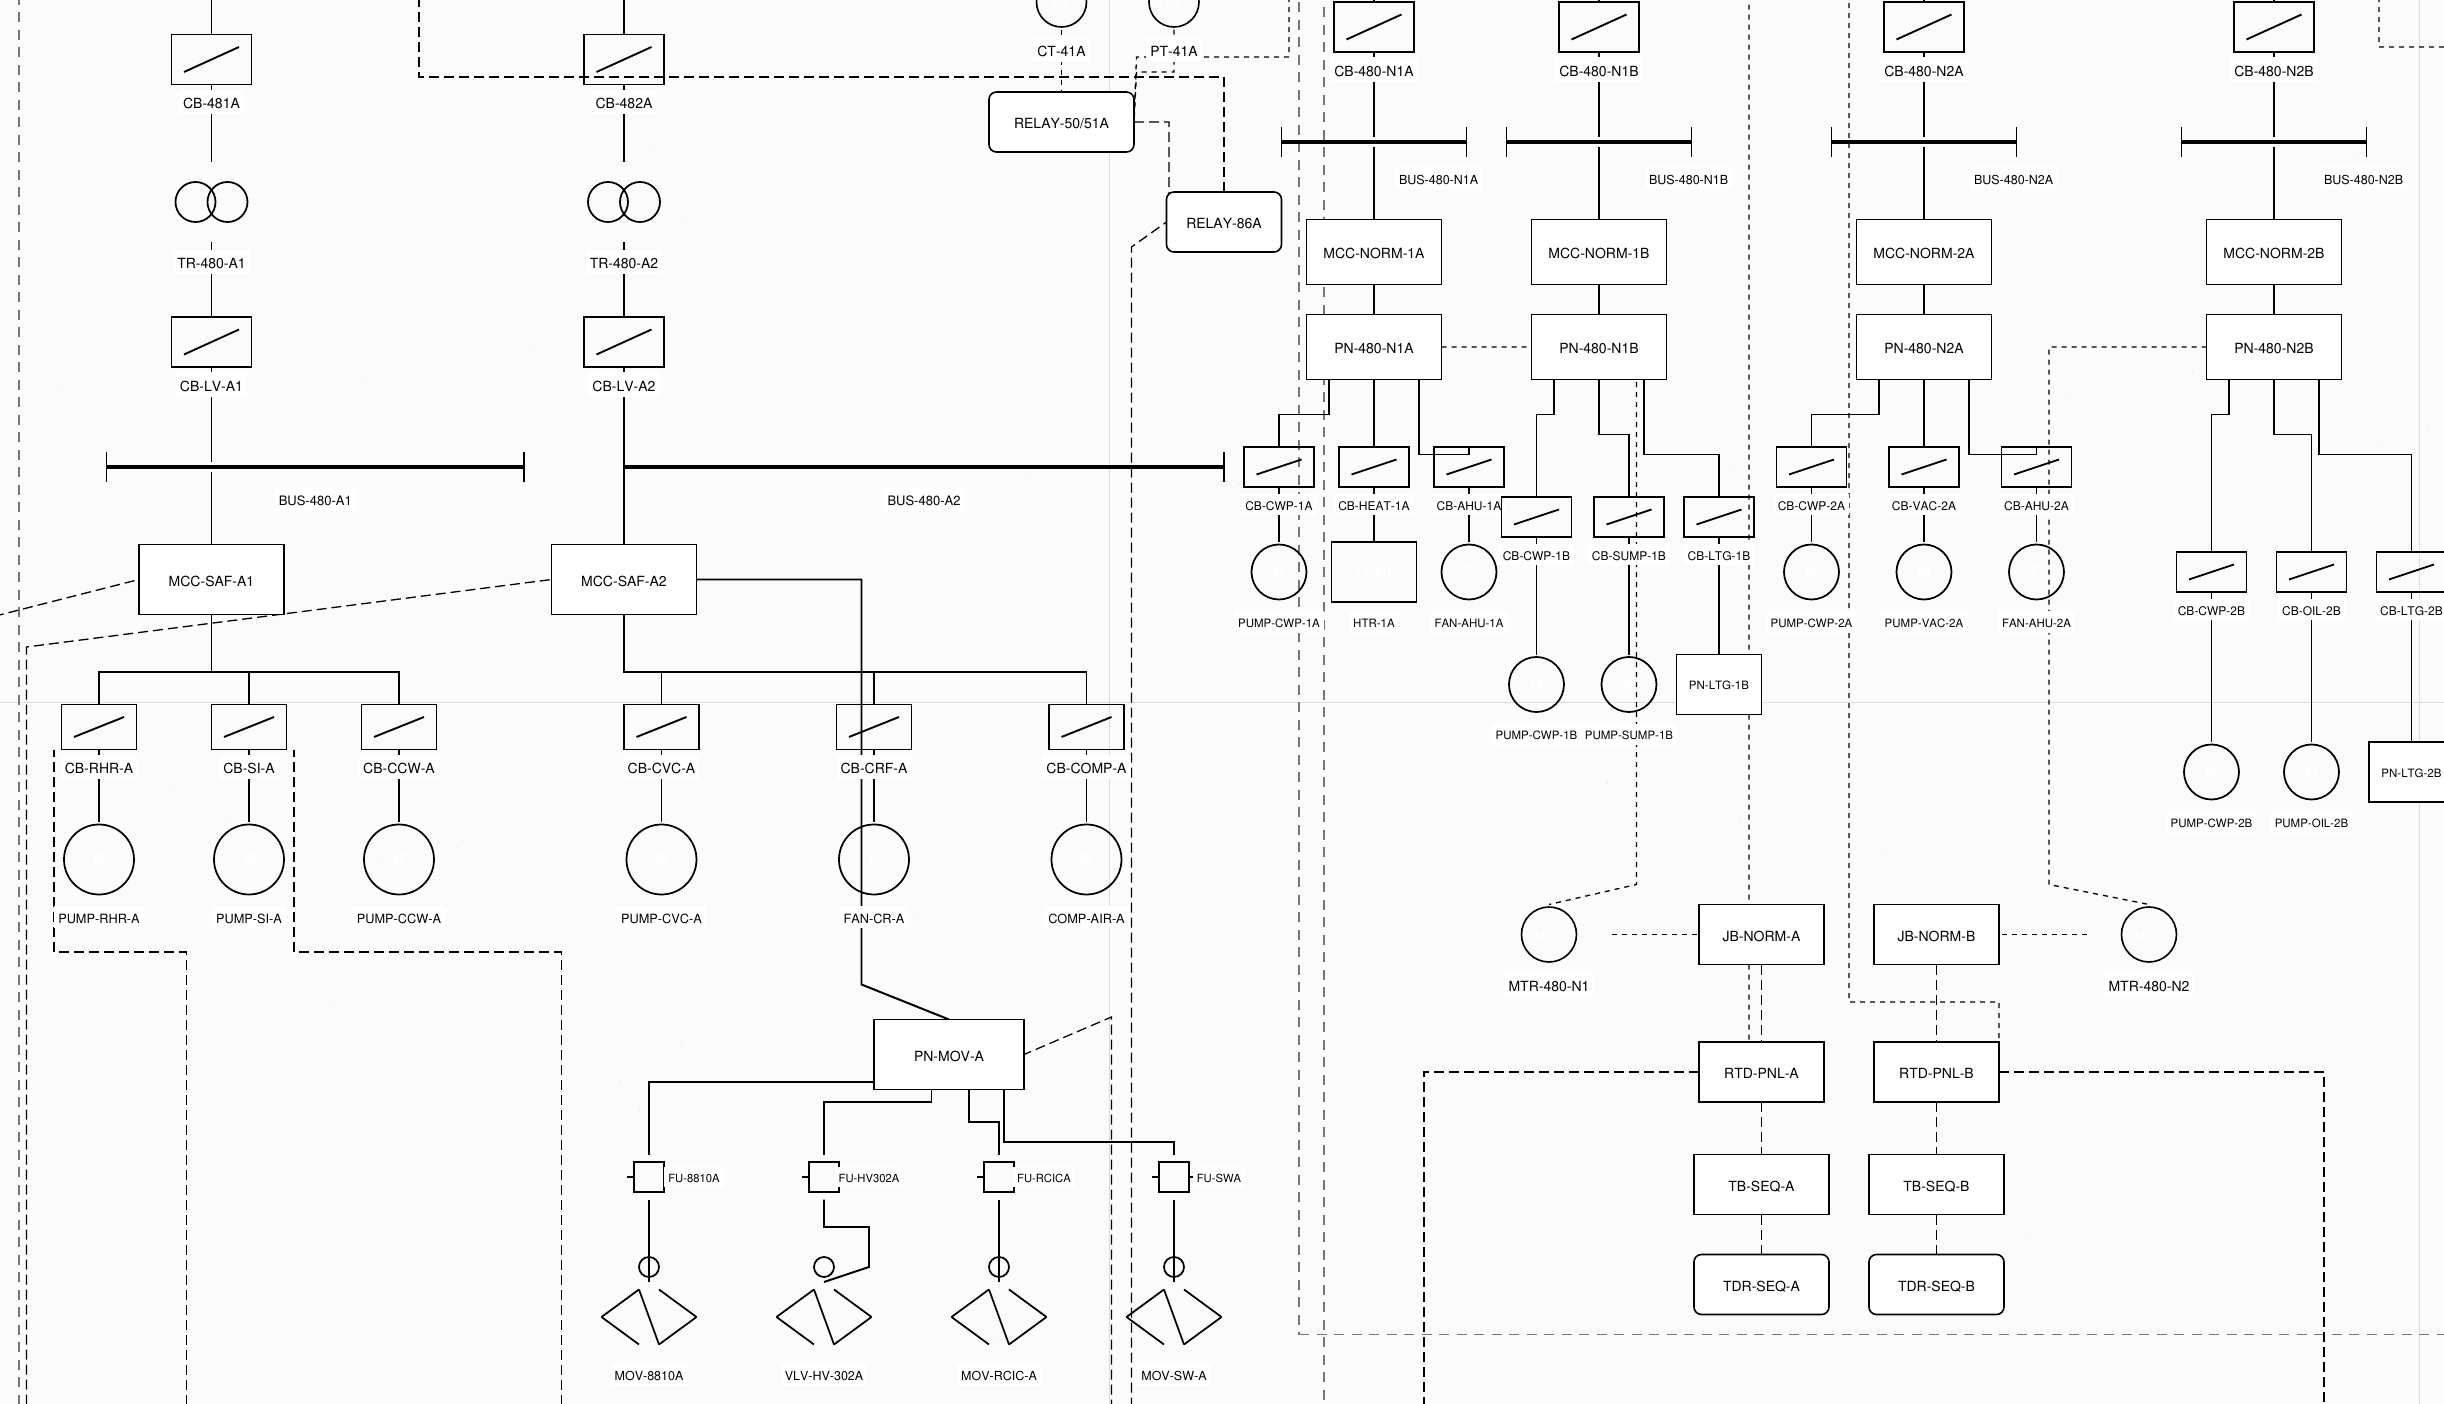 CT-41A
PT-41A
CB-480-N1A
CB-480-N1B
CB-480-N2A
CB-480-N2B
CB-481A
CB-482A
RELAY-50/51A
BUS-480-N1A
BUS-480-N1B
BUS-480-N2A
BUS-480-N2B
RELAY-86A
TR-480-A1
TR-480-A2
MCC-NORM-1A
MCC-NORM-1B
MCC-NORM-2A
MCC-NORM-2B
PN-480-N1A
PN-480-N1B
PN-480-N2A
PN-480-N2B
CB-LV-A1
CB-LV-A2
BUS-480-A1
BUS-480-A2
CB-CWP-1A
CB-HEAT-1A
CB-AHU-1A
CB-CWP-2A
CB-VAC-2A
CB-AHU-2A
CB-CWP-1B
CB-SUMP-1B
CB-LTG-1B
MCC-SAF-A1
MCC-SAF-A2
CB-CWP-2B
CB-OIL-2B
CB-LTG-2B
PUMP-CWP-1A
HTR-1A
FAN-AHU-1A
PUMP-CWP-2A
PUMP-VAC-2A
FAN-AHU-2A
PN-LTG-1B
PUMP-CWP-1B
PUMP-SUMP-1B
CB-RHR-A
CB-SI-A
CB-CCW-A
CB-CVC-A
CB-CRF-A
CB-COMP-A
PN-LTG-2B
PUMP-CWP-2B
PUMP-OIL-2B
PUMP-RHR-A
PUMP-SI-A
PUMP-CCW-A
PUMP-CVC-A
FAN-CR-A
COMP-AIR-A
JB-NORM-A
JB-NORM-B
MTR-480-N1
MTR-480-N2
PN-MOV-A
RTD-PNL-A
RTD-PNL-B
FU-8810A
FU-HV302A
FU-RCICA
FU-SWA
TB-SEQ-A
TB-SEQ-B
TDR-SEQ-A
TDR-SEQ-B
MOV-8810A
VLV-HV-302A
MOV-RCIC-A
MOV-SW-A